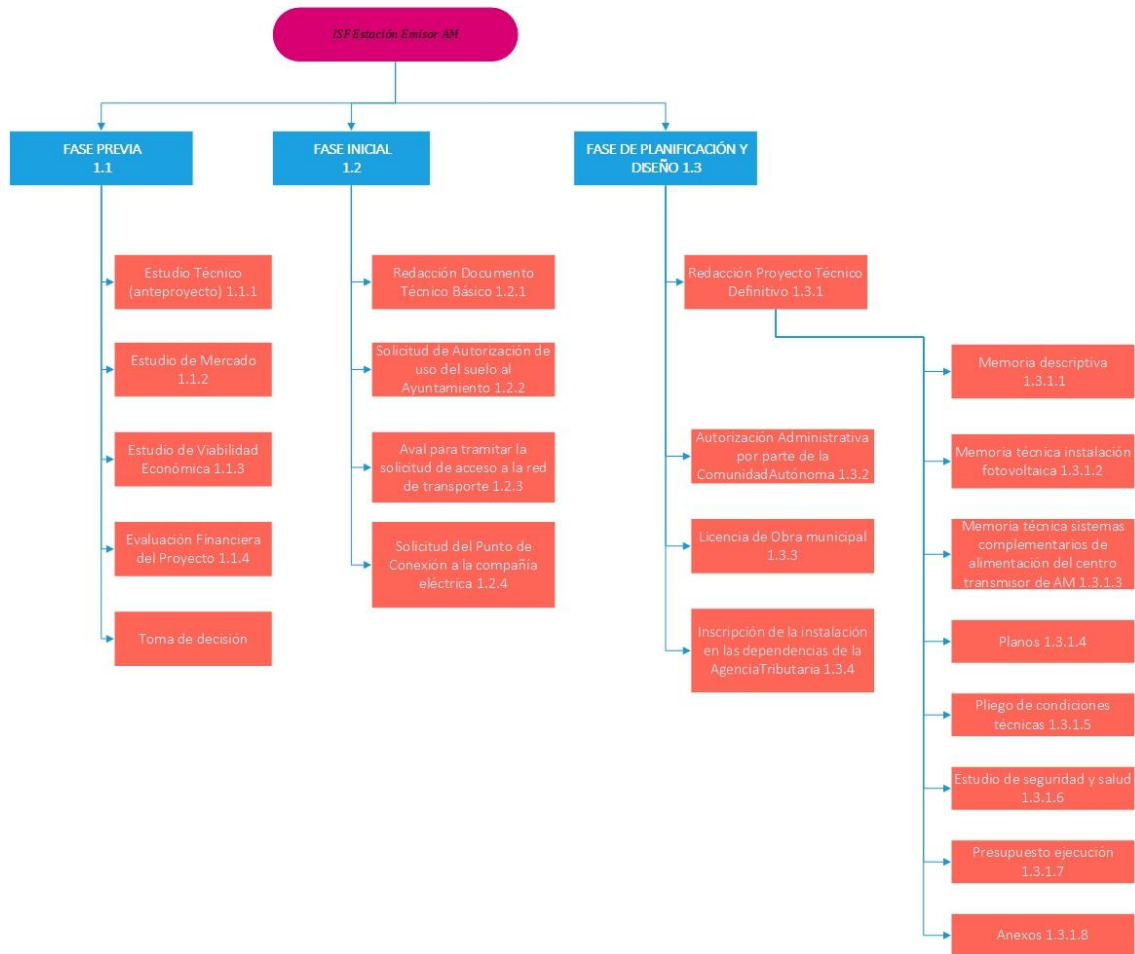 ISF Estación Emisor AM
FASE PREVIA
1.1
FASE INICIAL
1.2
FASE DE PLANIFICACIÓN Y
DISEÑO 1.3
Estudio Técnico
(anteproyecto) 1.1.1
Estudio de Mercado
1.1.2
Estudio de Viabilidad
Económica 1.1.3
Evaluación Financiera
del Proyecto 1.1.4
Toma de decisión
Redacción Documento
Técnico Básico 1.2.1
Solicitud de Autorización de
uso del suelo al
Ayuntamiento 1.2.2
Aval para tramitar la
solicitud de acceso a la red
de transporte 1.2.3
Solicitud del Punto de
Conexión a la compañía
eléctrica 1.2.4
Redacción Proyecto Técnico
Definitivo 1.3.1
Autorización Administrativa
por parte de la
ComunidadAutónoma 1.3.2
Licencia de Obra municipal
1.3.3
Inscripción de la instalación
en las dependencias de la
AgenciaTributaria 1.3.4
Memoria descriptiva
1.3.1.1
Memoria técnica instalación
fotovoltaica 1.3.1.2
Memoria técnica sistemas
complementarios de
alimentación del centro
transmisor de AM 1.3.1.3
Planos 1.3.1.4
Pliego de condiciones
técnicas 1.3.1.5
Estudio de seguridad y salud
1.3.1.6
Presupuesto ejecución
1.3.1.7
Anexos 1.3.1.8